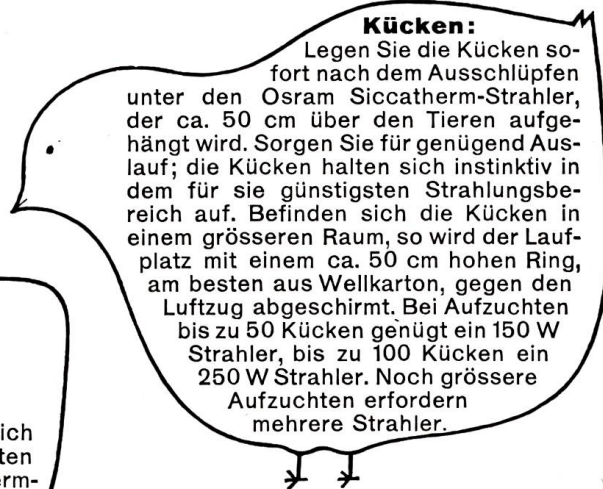 Kücken:
Legen Sie die Kücken so-
fort nach dem Ausschlüpfen
unter den Osram Siccatherm-Strahler,
der ca. 50 cm über den Tieren aufge-
hängt wird. Sorgen Sie für genügend Aus-
lauf; die Kücken halten sich instinktiv in
dem für sie günstigsten Strahlungsbe-
reich auf. Befinden sich die Kücken in
einem grösseren Raum, so wird der Lauf-
platz mit einem ca. 50 cm hohen Ring,
am besten aus Wellkarton, gegen den
Luftzug abgeschirmt. Bei Aufzuchten
bis zu 50 Kücken genügt ein 150 W
Strahler, bis zu 100 Kücken ein
250 W Strahler. Noch grössere
Aufzuchten erfordern
mehrere Strahler.
ich
ten
erm-